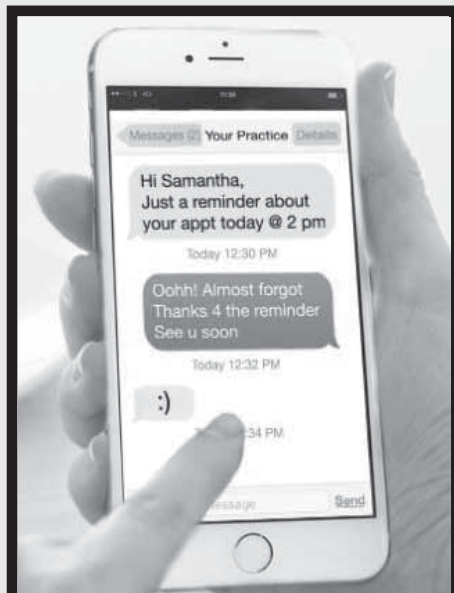 Messages (2) Your Practice Details
Hi Samantha,
Just a reminder about
your appt today @ 2 pm
Today 12:30 PM
Oohh! Almost forgot
Thanks 4 the reminder
See u soon
Today 12:32 PM
:)
:34 PM
Send